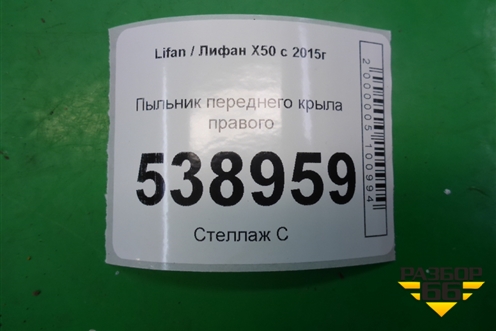 Lifan / Лифан X50 с 2015г
Пыльник переднего крыла
правого
538959
Стеллаж С
2000005100994
РАЗБОР
66